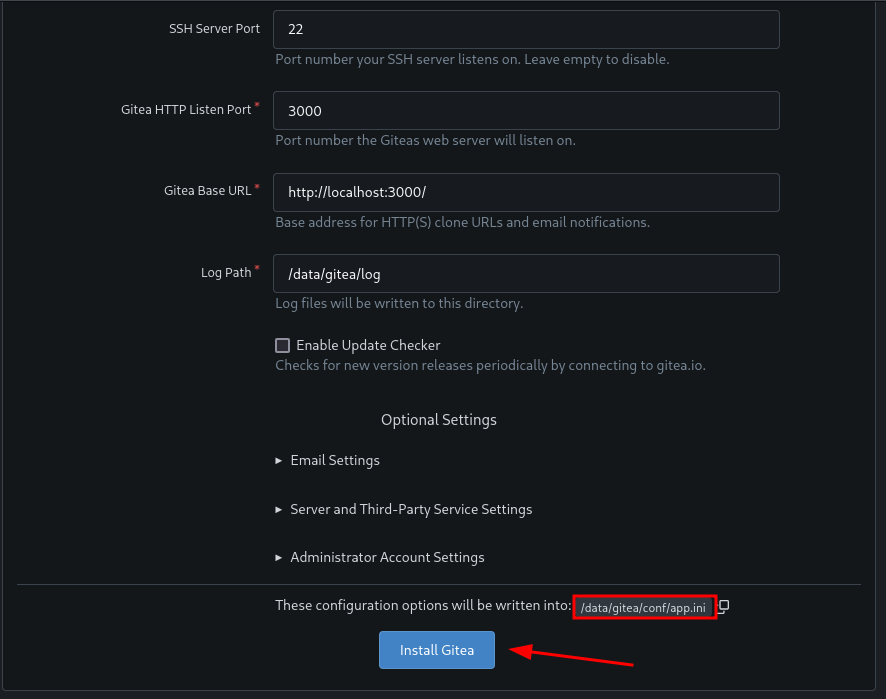 SSH Server Port 22
Port number your SSH server listens on. Leave empty to disable.
Gitea HTTP Listen Port * 3000
Port number the Giteas web server will listen on.
Gitea Base URL * http://localhost:3000/
Base address for HTTP(S) clone URLs and email notifications.
Log Path * /data/gitea/log
Log files will be written to this directory.
Enable Update Checker
Checks for new version releases periodically by connecting to gitea.io.
Optional Settings
Email Settings
Server and Third-Party Service Settings
Administrator Account Settings
These configuration options will be written into: /data/gitea/conf/app.ini
Install Gitea